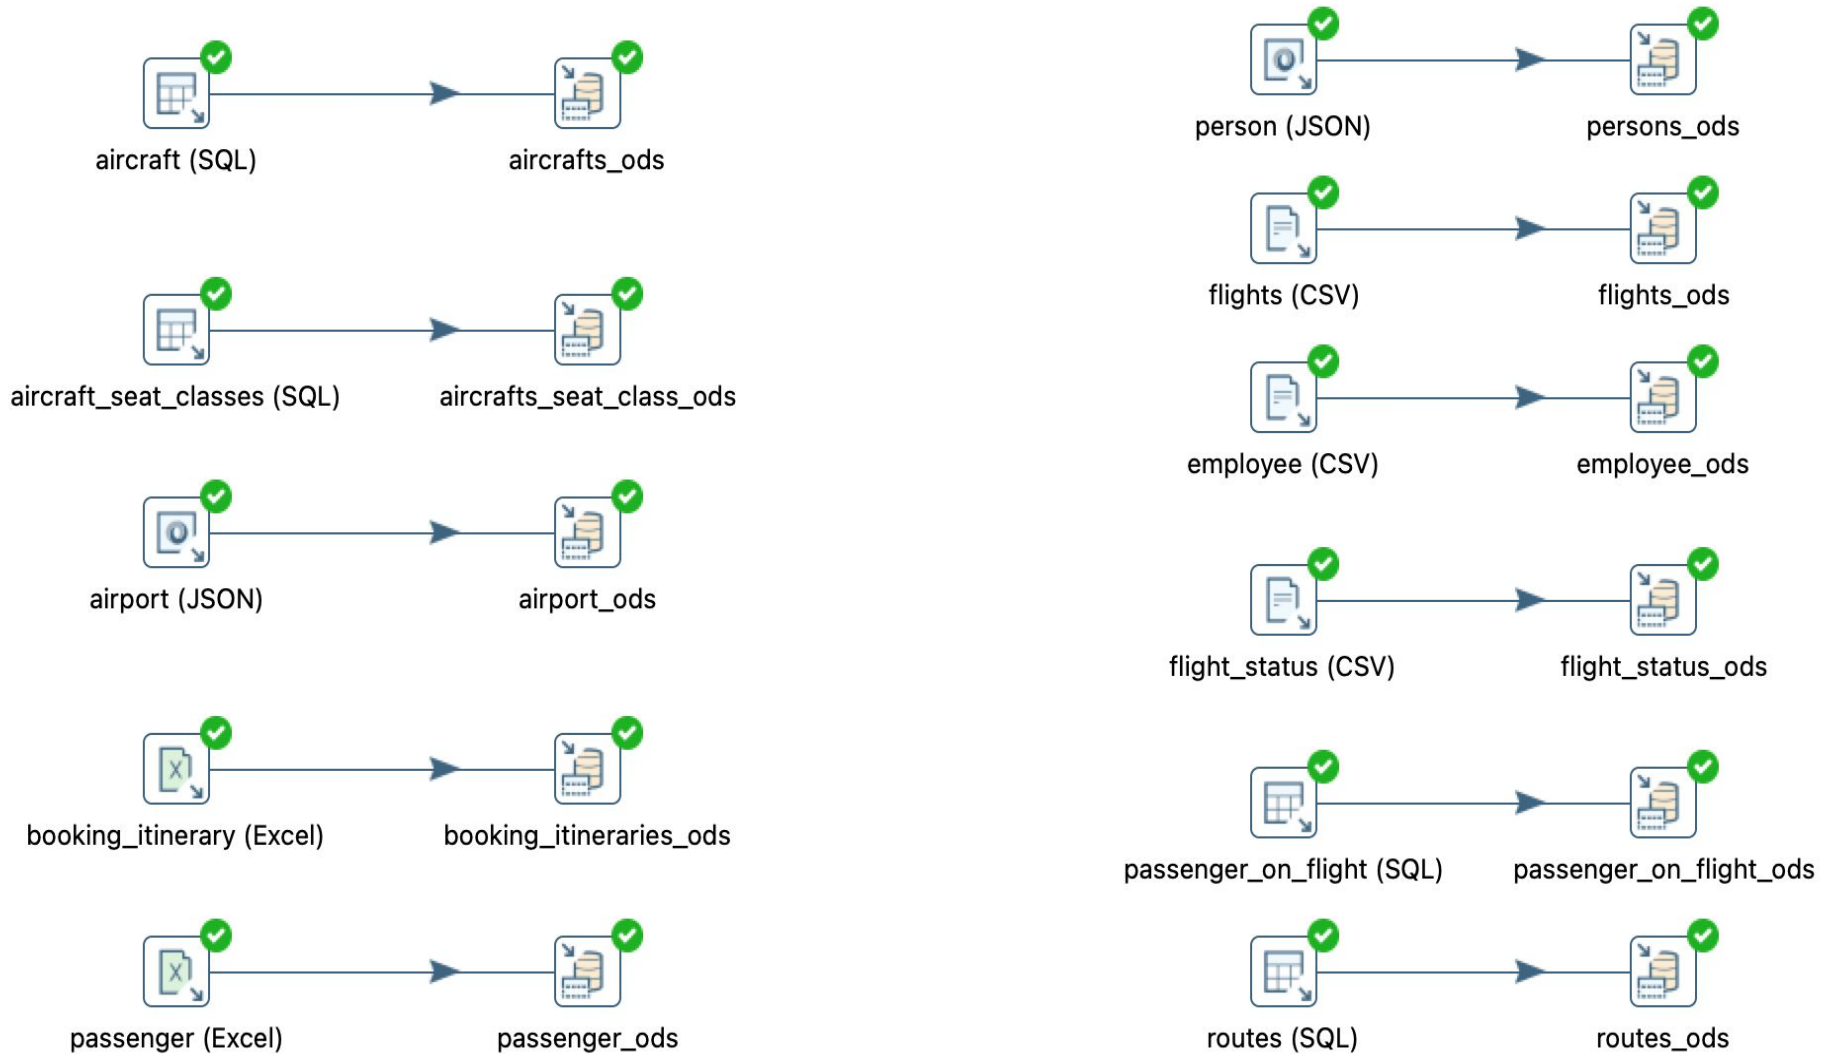 aircraft (SQL)
aircrafts_ods
aircraft_seat_classes (SQL)
aircrafts_seat_class_ods
airport (JSON)
airport_ods
booking_itinerary (Excel)
booking_itineraries_ods
passenger (Excel)
passenger_ods
person (JSON)
persons_ods
flights (CSV)
flights_ods
employee (CSV)
employee_ods
flight_status (CSV)
flight_status_ods
passenger_on_flight (SQL)
passenger_on_flight_ods
routes (SQL)
routes_ods